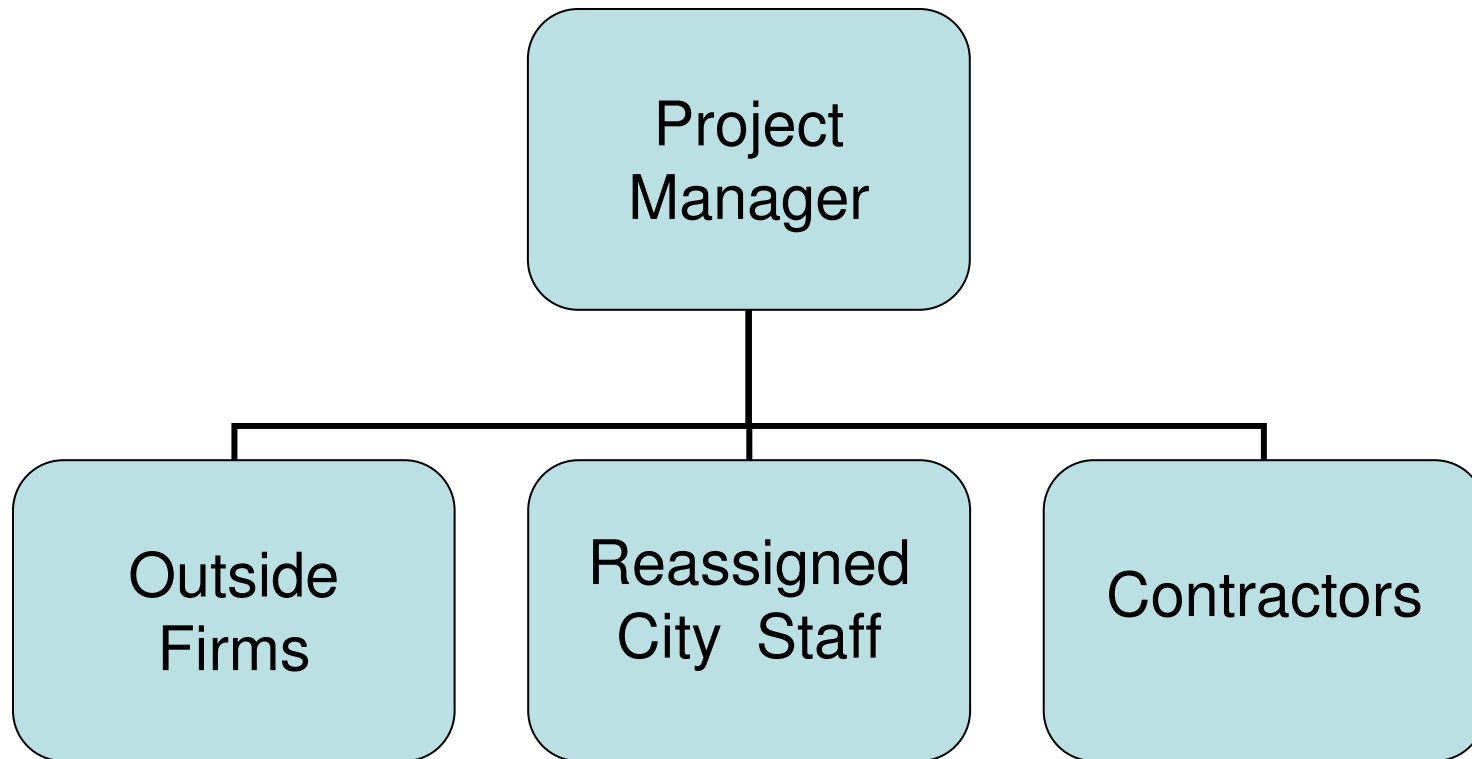 Project
Manager
Outside
Firms
Reassigned
City  Staff
Contractors